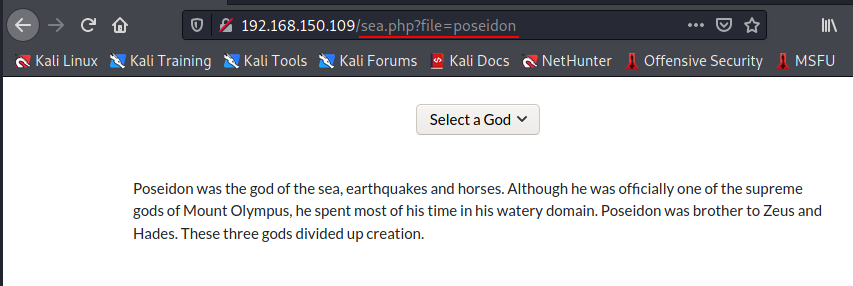 192.168.150.109/sea.php?file=poseidon
Kali Linux Kali Training Kali Tools Kali Forums Kali Docs NetHunter Offensive Security MSFU
Select a God
Poseidon was the god of the sea, earthquakes and horses. Although he was officially one of the supreme
gods of Mount Olympus, he spent most of his time in his watery domain. Poseidon was brother to Zeus and
Hades. These three gods divided up creation.